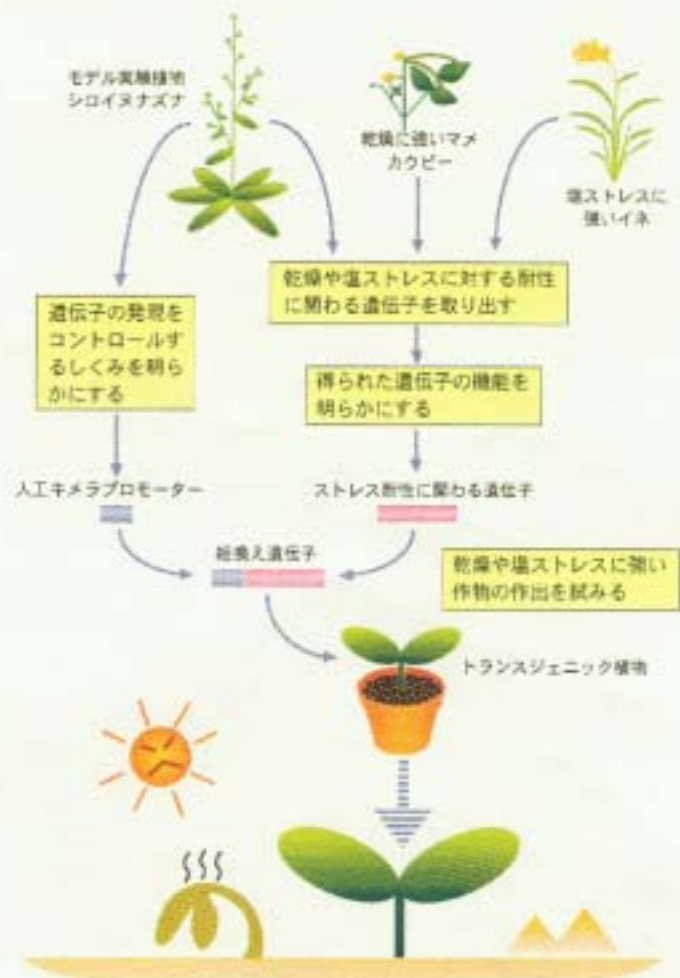 モデル実験植物
シロイヌナズナ
乾燥に強いマメ
カウピー
塩ストレスに
強いイネ
乾燥や塩ストレスに対する耐性
に関わる遺伝子を取り出す
遺伝子の発現を
コントロールす
るしくみを明ら
かにする
得られた遺伝子の機能を
明らかにする
人工キメラプロモーター
ストレス耐性に関わる遺伝子
組換え遺伝子
乾燥や塩ストレスに強い
作物の作出を試みる
トランスジェニック植物